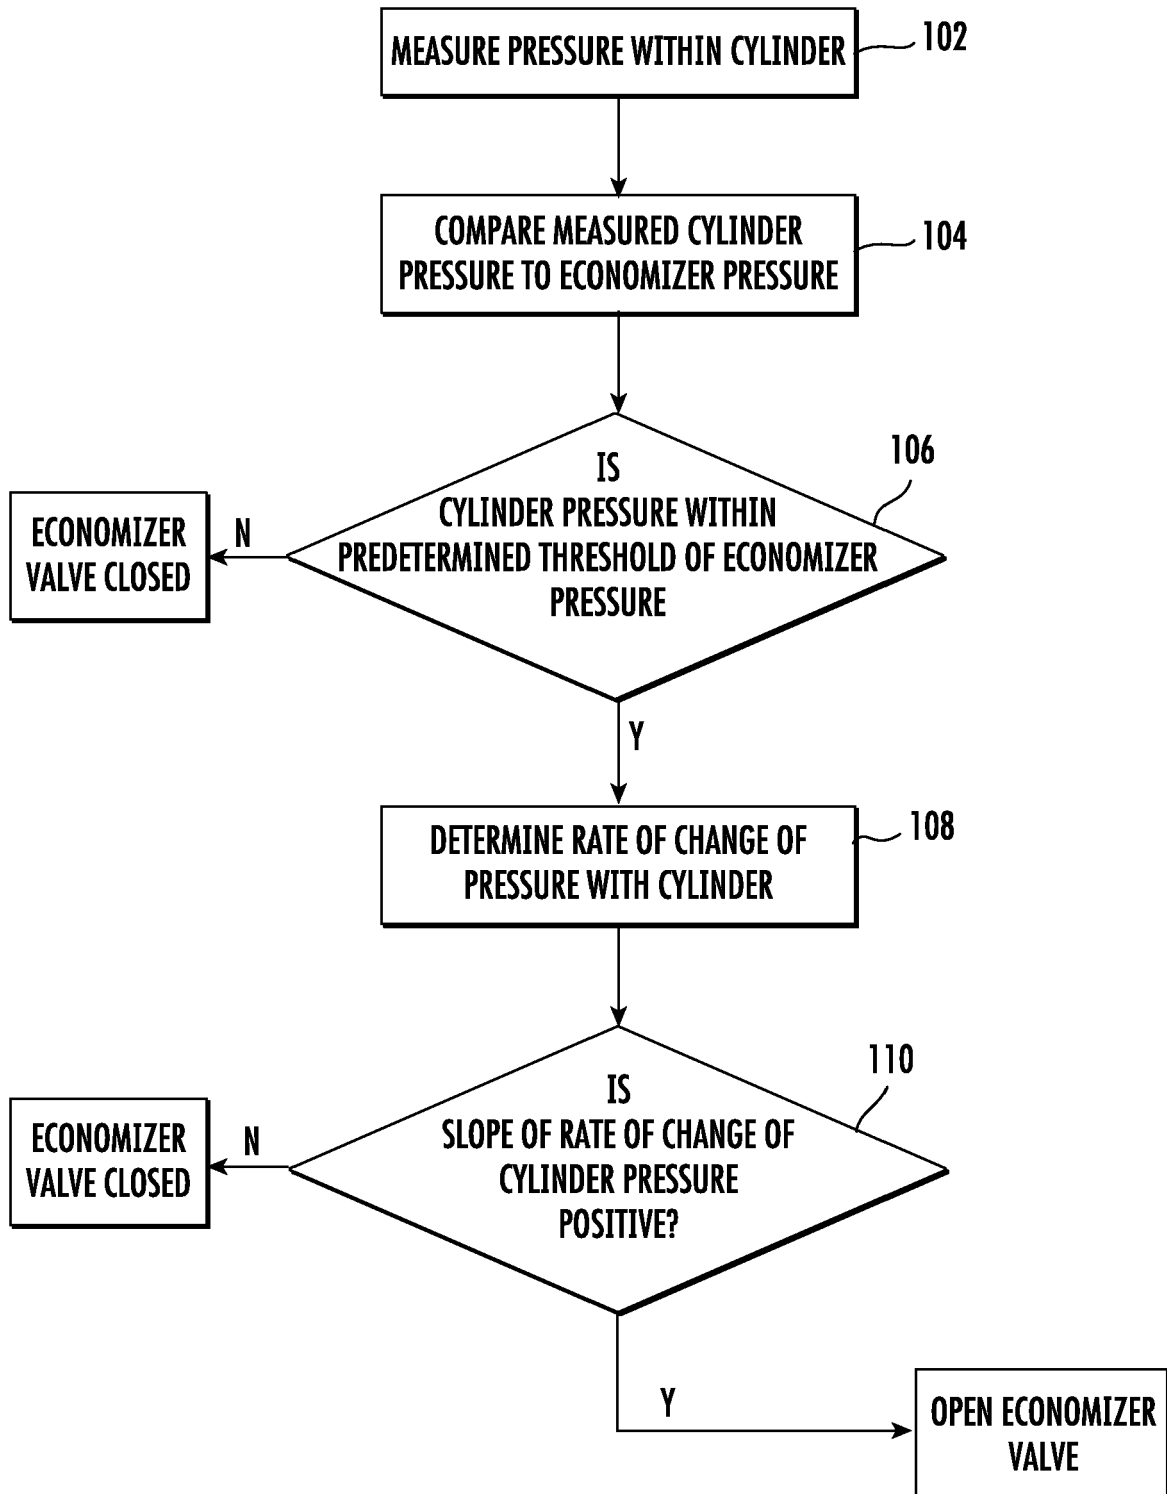 MEASURE PRESSURE WITHIN CYLINDER
102
COMPARE MEASURED CYLINDER
PRESSURE TO ECONOMIZER PRESSURE
104
IS
CYLINDER PRESSURE WITHIN
PREDETERMINED THRESHOLD OF ECONOMIZER
PRESSURE
106
N
ECONOMIZER
VALVE CLOSED
Y
DETERMINE RATE OF CHANGE OF
PRESSURE WITH CYLINDER
108
IS
SLOPE OF RATE OF CHANGE OF
CYLINDER PRESSURE
POSITIVE?
110
N
ECONOMIZER
VALVE CLOSED
Y
OPEN ECONOMIZER
VALVE